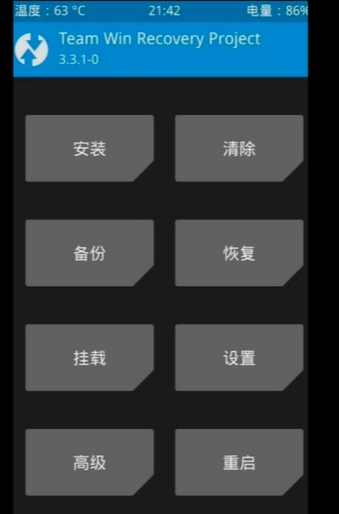 温度：63 °C 21:42 电量：86%
Team Win Recovery Project
3.3.1-0
安装 清除
备份 恢复
挂载 设置
高级 重启